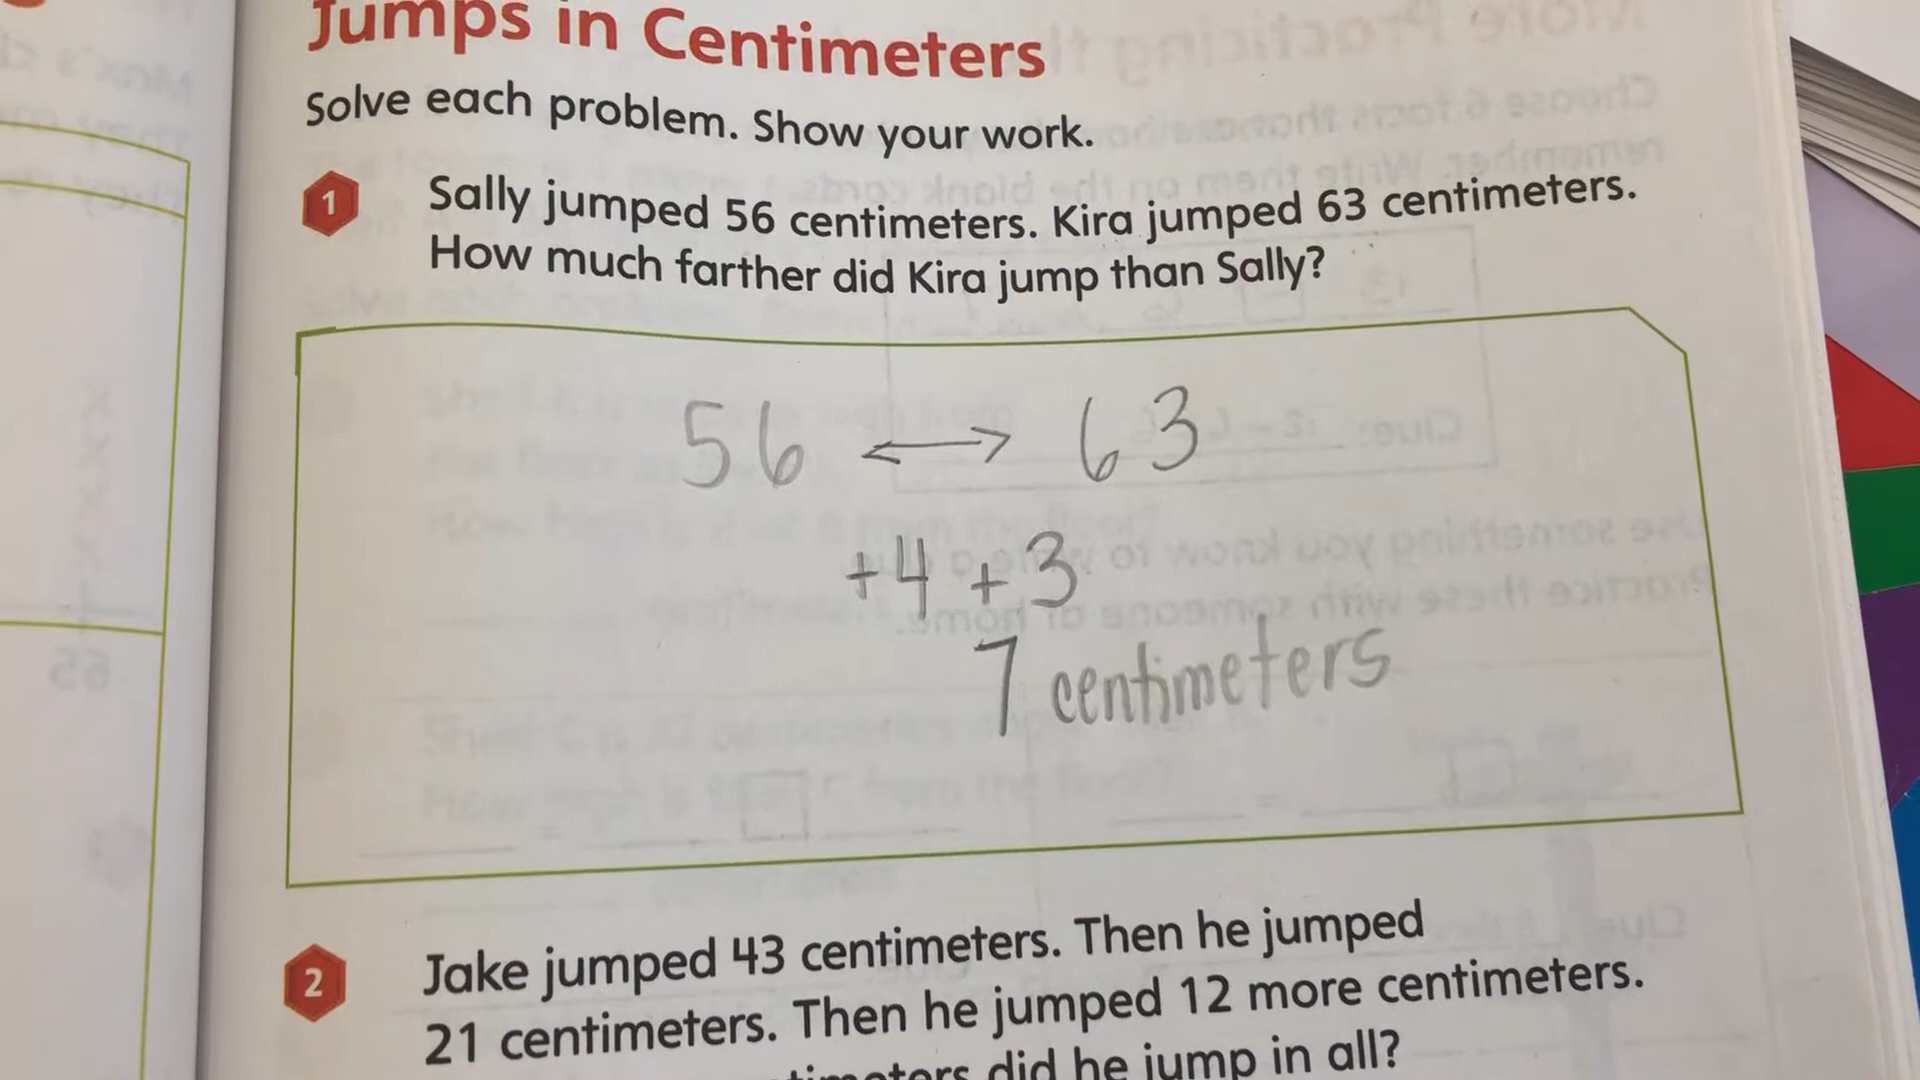 Jumps in Centimeters
Solve each problem. Show your work.
1 Sally jumped 56 centimeters. Kira jumped 63 centimeters.
How much farther did Kira jump than Sally?
56 ↔ 63
+4 +3
7 centimeters
2 Jake jumped 43 centimeters. Then he jumped
21 centimeters. Then he jumped 12 more centimeters.
did he jump in all?